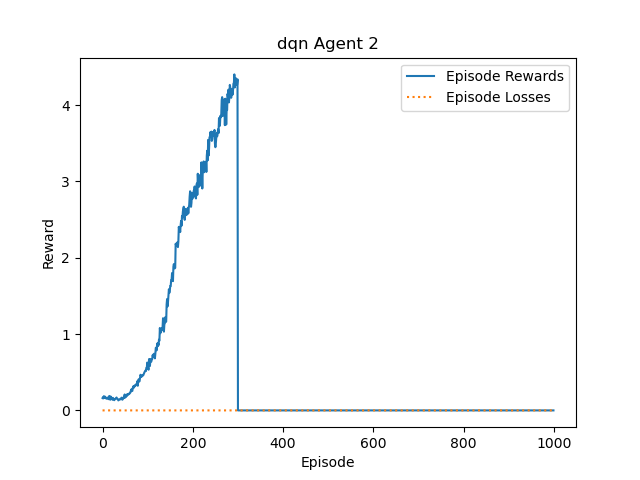 dqn Agent 2
Episode Rewards
Episode Losses
4
3
2
1
0
Reward
0 200 400 600 800 1000
Episode